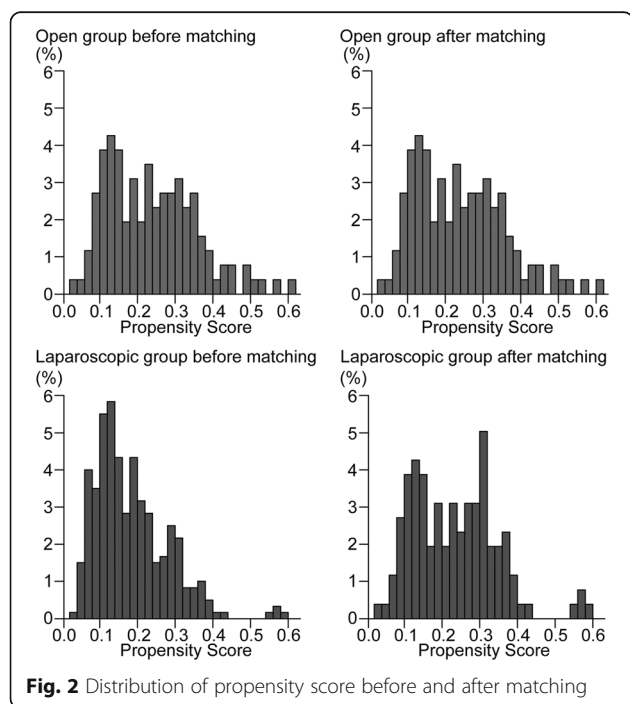 Open group before matching
(%)
6
5
4
3
2
1
0
0.0 0.1 0.2 0.3 0.4 0.5 0.6
Propensity Score
Open group after matching
(%)
6
5
4
3
2
1
0
0.0 0.1 0.2 0.3 0.4 0.5 0.6
Propensity Score
Laparoscopic group before matching
(%)
6
5
4
3
2
1
0
0.0 0.1 0.2 0.3 0.4 0.5 0.6
Propensity Score
Laparoscopic group after matching
(%)
6
5
4
3
2
1
0
0.0 0.1 0.2 0.3 0.4 0.5 0.6
Propensity Score
Fig. 2 Distribution of propensity score before and after matching